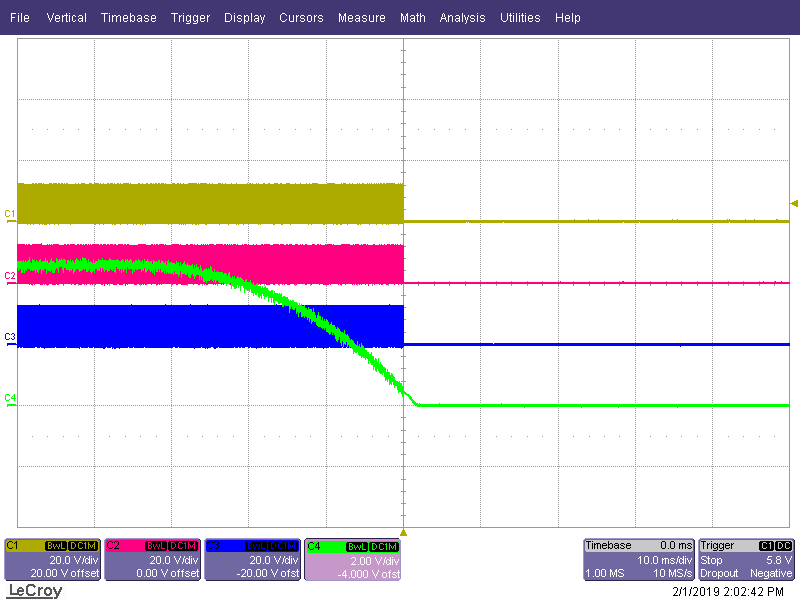 File Vertical Timebase Trigger Display Cursors Measure Math Analysis Utilities Help
C1
C2
C3
C4
C1 BwL DC1M
20.0 V/div
20.00 V offset
C2 BwL DC1M
20.0 V/div
0.00 V offset
C3 BwL DC1M
20.0 V/div
-20.00 V ofst
C4 BwL DC1M
2.00 V/div
-4.000 V ofst
Timebase 0.0 ms
10.0 ms/div
1.00 MS 10 MS/s
Trigger C1 DC
Stop 5.8 V
Dropout Negative
LeCroy
2/1/2019 2:02:42 PM